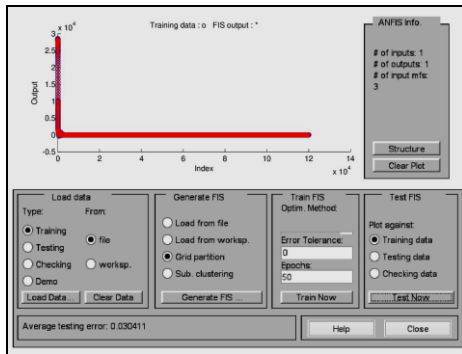 x 10⁴
Training data : o   FIS output : *
ANFIS Info.
3
2.5
2
1.5
1
0.5
0
-0.5
Output
0 2 4 6 8 10 12 14
Index
x 10⁴
# of inputs: 1
# of outputs: 1
# of input mfs:
3
Structure
Clear Plot
Load data
Type: From:
Training
Testing
Checking
Demo
file
worksp.
Load Data... Clear Data
Generate FIS
Load from file
Load from worksp.
Grid partition
Sub. clustering
Generate FIS ...
Train FIS
Optim. Method:
Error Tolerance:
0
Epochs:
50
Train Now
Test FIS
Plot against:
Training data
Testing data
Checking data
Test Now
Average testing error: 0.030411
Help Close